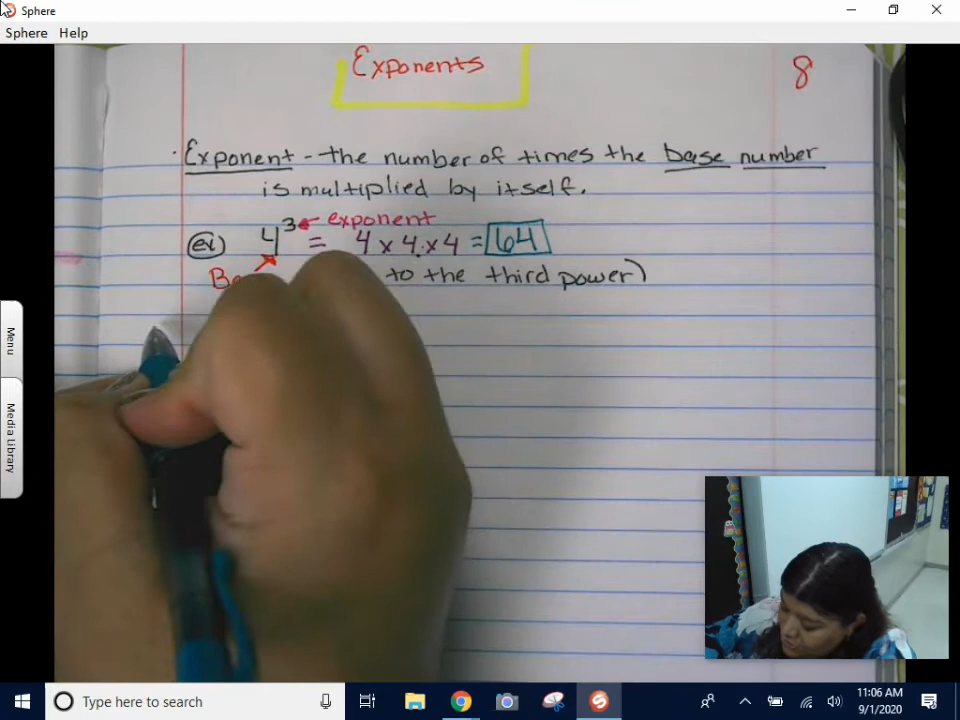 Sphere
Sphere Help
Exponents
8
Exponent - the number of times the base number
is multiplied by itself.
ex) 4³ ← exponent = 4 x 4 x 4 = 64
to the third power)
Menu
Media Library
Type here to search
11:06 AM
9/1/2020